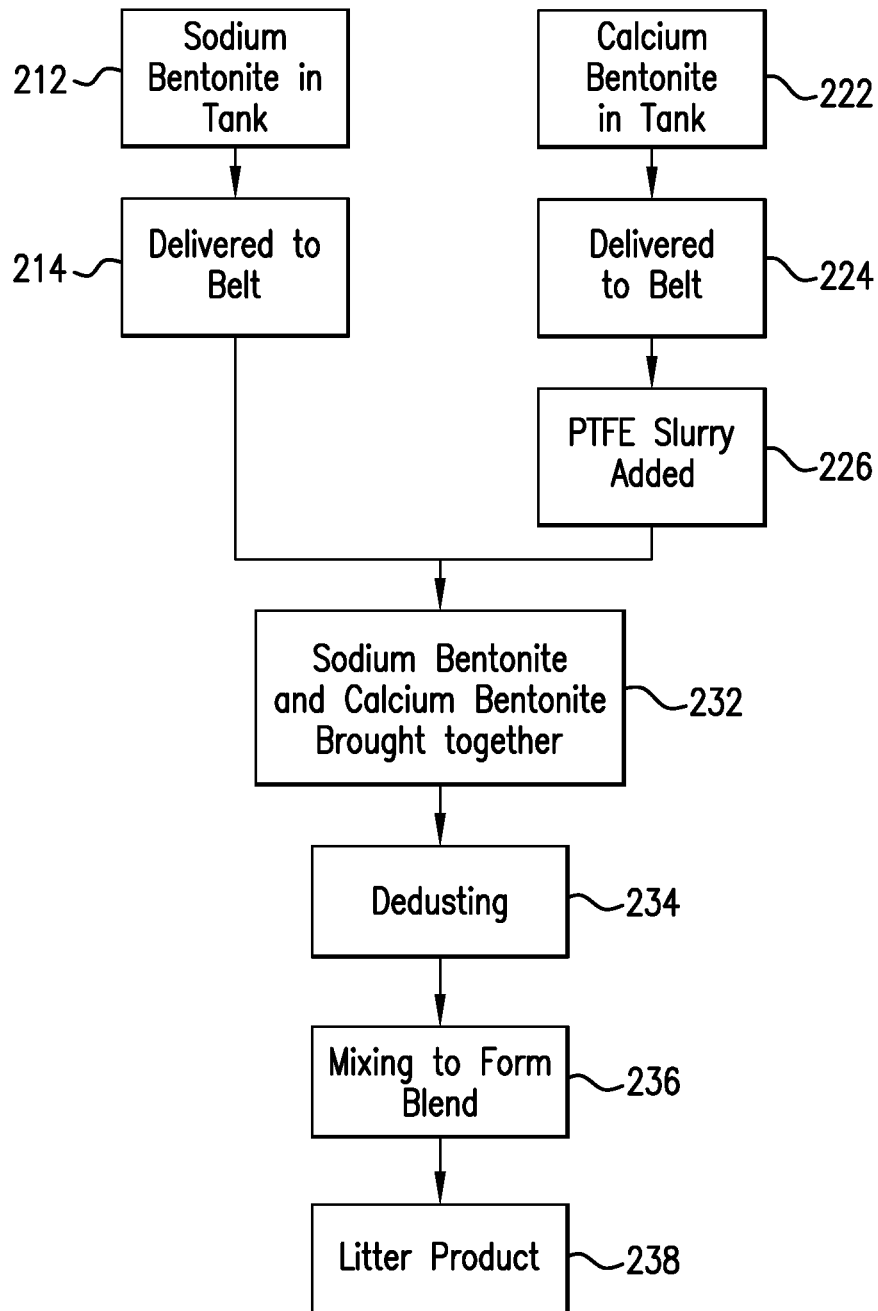 Sodium
Bentonite in
Tank
212
Calcium
Bentonite
in Tank
222
Delivered to
Belt
214
Delivered
to Belt
224
PTFE Slurry
Added
226
Sodium Bentonite
and Calcium Bentonite
Brought together
232
Dedusting
234
Mixing to Form
Blend
236
Litter Product
238